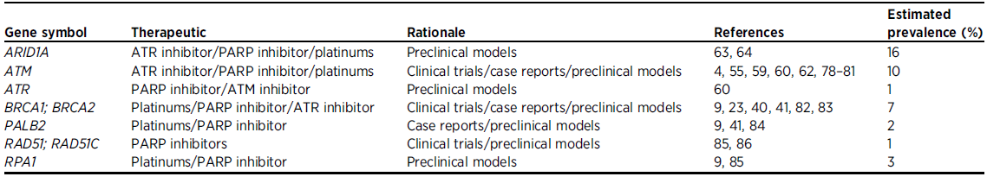 Estimated
Gene symbol Therapeutic Rationale References prevalence (%)
ARID1A ATR inhibitor/PARP inhibitor/platinums Preclinical models 63, 64 16
ATM ATR inhibitor/PARP inhibitor/platinums Clinical trials/case reports/preclinical models 4, 55, 59, 60, 62, 78–81 10
ATR PARP inhibitor/ATM inhibitor Preclinical models 60 1
BRCA1; BRCA2 Platinums/PARP inhibitor/ATR inhibitor Clinical trials/case reports/preclinical models 9, 23, 40, 41, 82, 83 7
PALB2 Platinums/PARP inhibitor Case reports/preclinical models 9, 41, 84 2
RAD51; RAD51C PARP inhibitors Clinical trials/preclinical models 85, 86 1
RPA1 Platinums/PARP inhibitor Preclinical models 9, 85 3